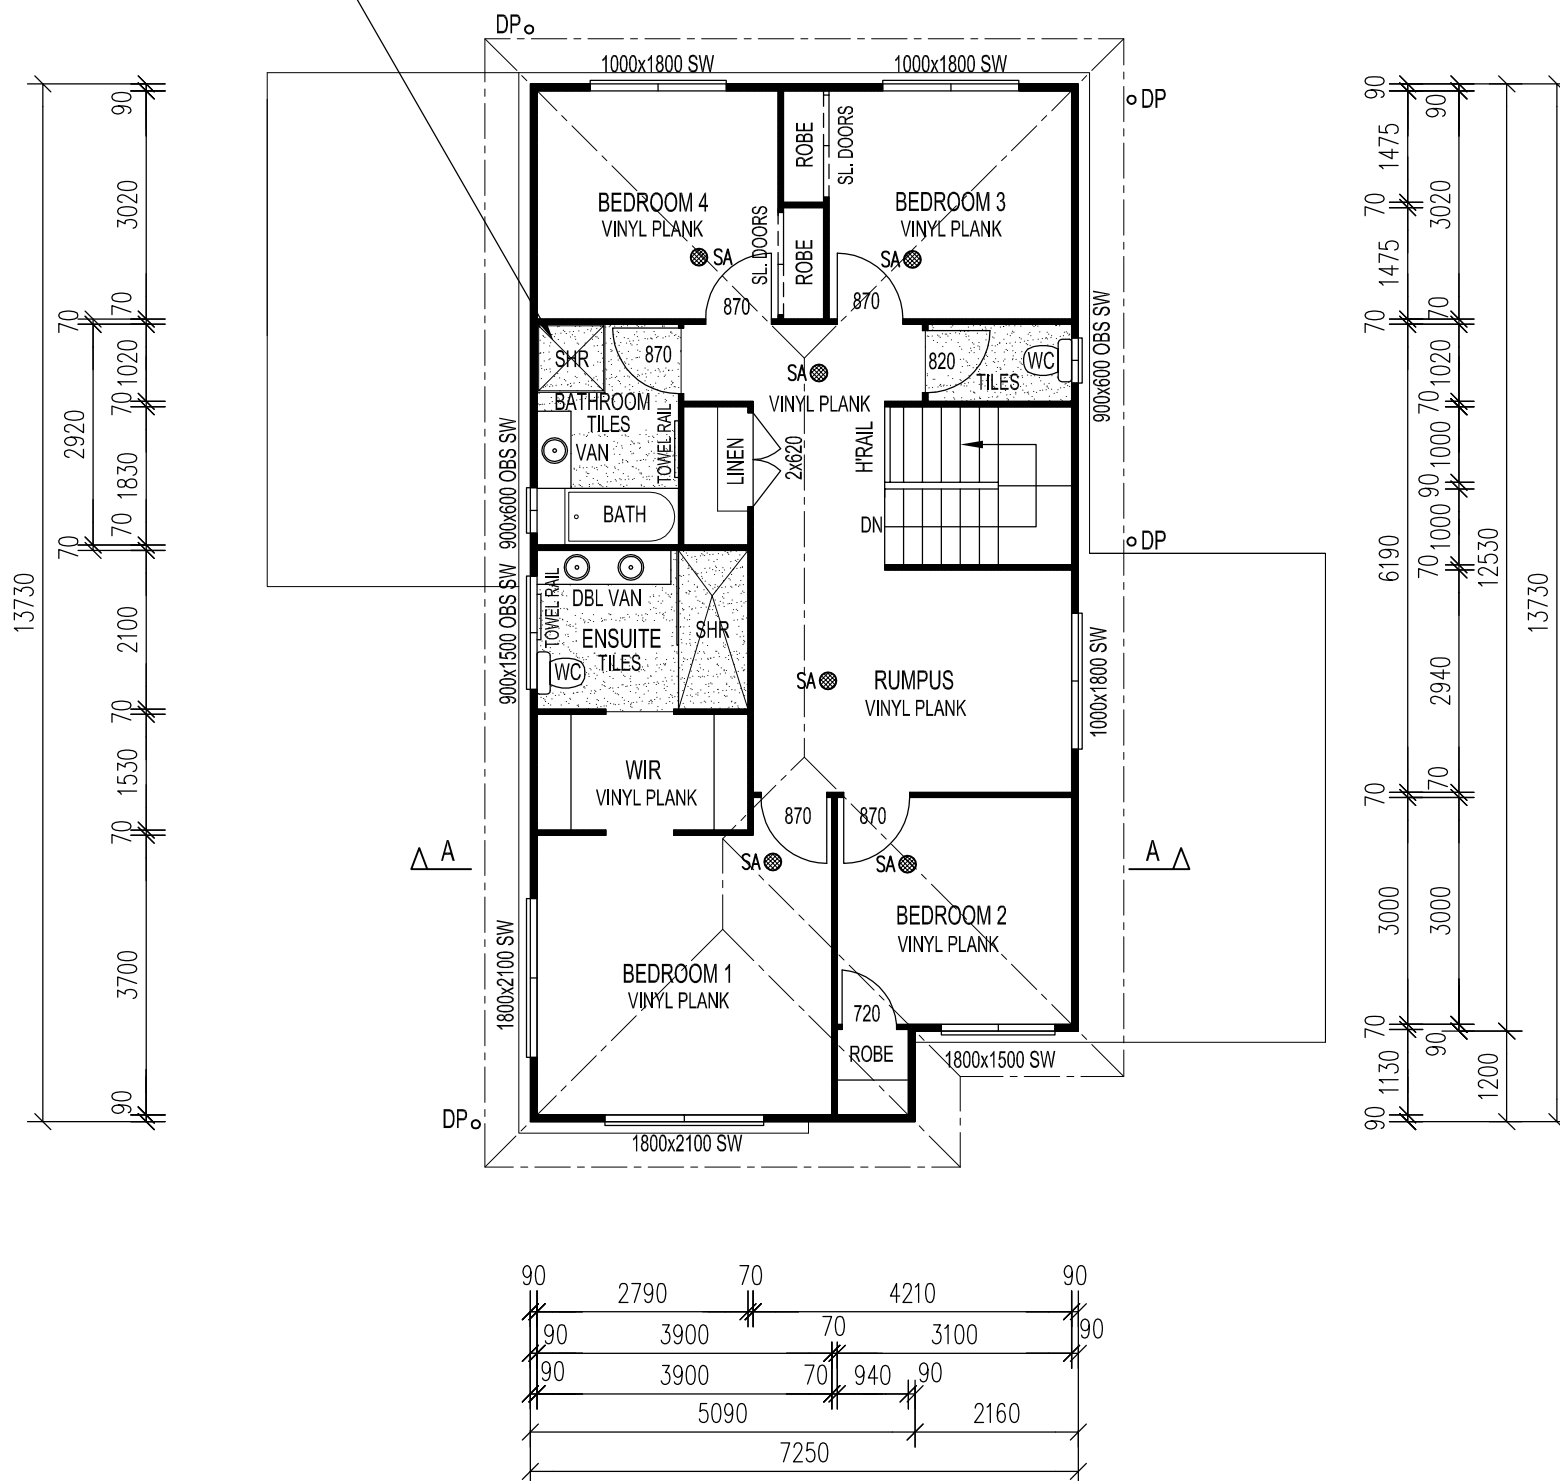 DP
1000x1800 SW
1000x1800 SW
DP
BEDROOM 4
VINYL PLANK
SA
870
SL. DOORS
ROBE
ROBE
SL. DOORS
BEDROOM 3
VINYL PLANK
SA
870
SHR
870
BATHROOM
TILES
VAN
TOWEL RAIL
BATH
900x600 OBS SW
SA
VINYL PLANK
820
WC
TILES
900x600 OBS SW
LINEN
2x620
H'RAIL
DN
DP
TOWEL RAIL
DBL VAN
ENSUITE
TILES
WC
SHR
900x1500 OBS SW
SA
RUMPUS
VINYL PLANK
1000x1800 SW
WIR
VINYL PLANK
870
870
A
A
SA
SA
BEDROOM 1
VINYL PLANK
1800x2100 SW
BEDROOM 2
VINYL PLANK
720
ROBE
1800x1500 SW
DP
1800x2100 SW
13730
2920
70
70
90
3020
70
1020
70
1830
70
2100
70
1530
70
3700
90
90
1475
70
1475
70
6190
70
3000
70
1130
90
90
3020
70
1020
70
1000
90
1000
70
2940
70
3000
90
12530
1200
13730
90
2790
70
4210
90
90
3900
70
3100
90
90
3900
70
940
90
5090
2160
7250